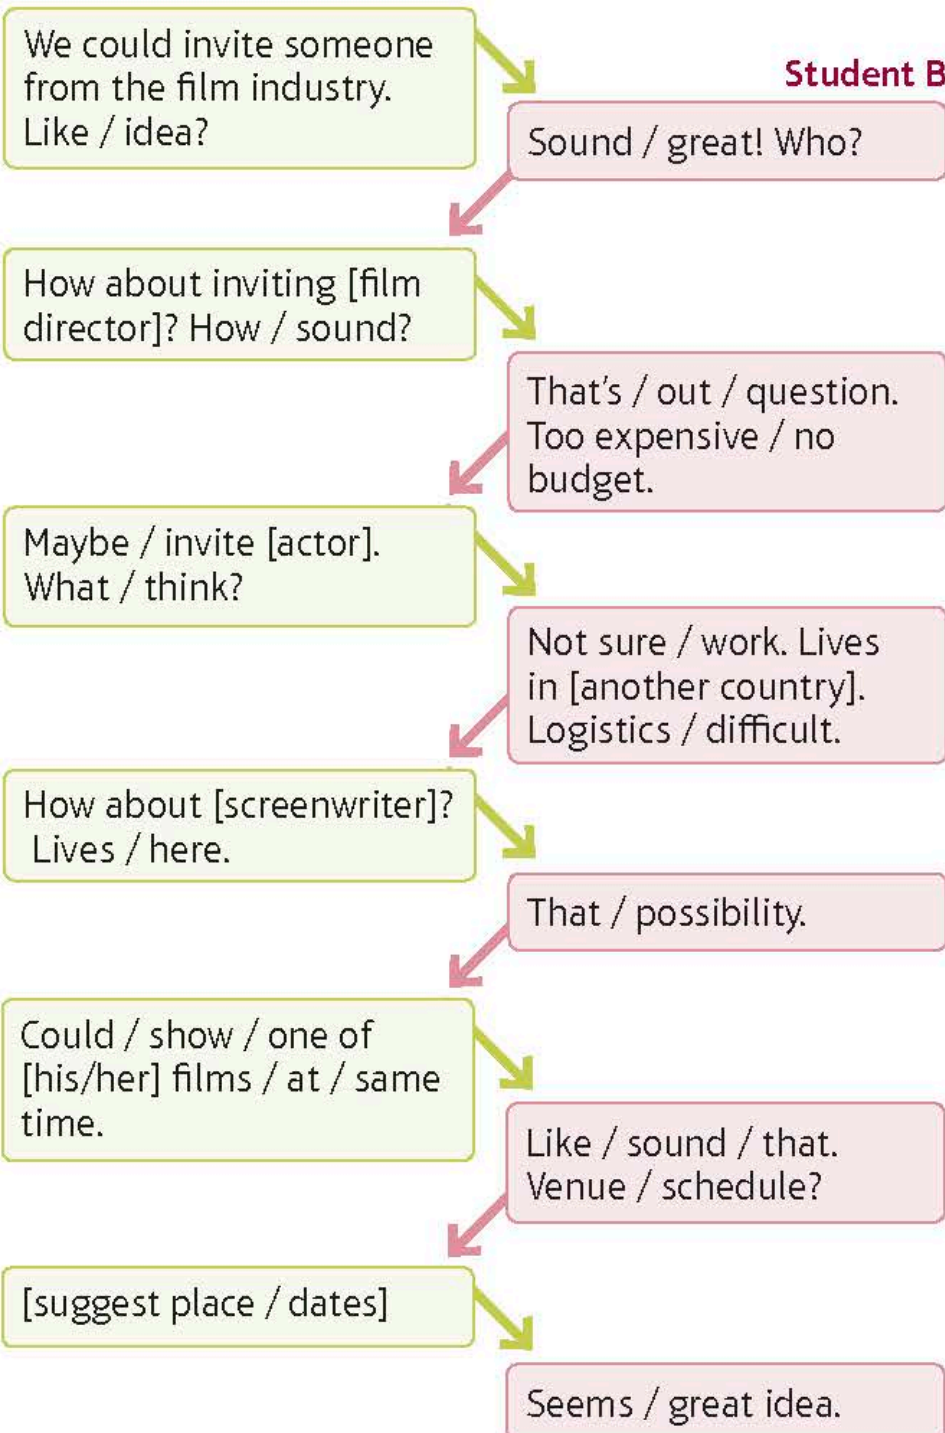 We could invite someone
from the film industry.
Like / idea?
Student B
Sound / great! Who?
How about inviting [film
director]? How / sound?
That's / out / question.
Too expensive / no
budget.
Maybe / invite [actor].
What / think?
Not sure / work. Lives
in [another country].
Logistics / difficult.
How about [screenwriter]?
Lives / here.
That / possibility.
Could / show / one of
[his/her] films / at / same
time.
Like / sound / that.
Venue / schedule?
[suggest place / dates]
Seems / great idea.